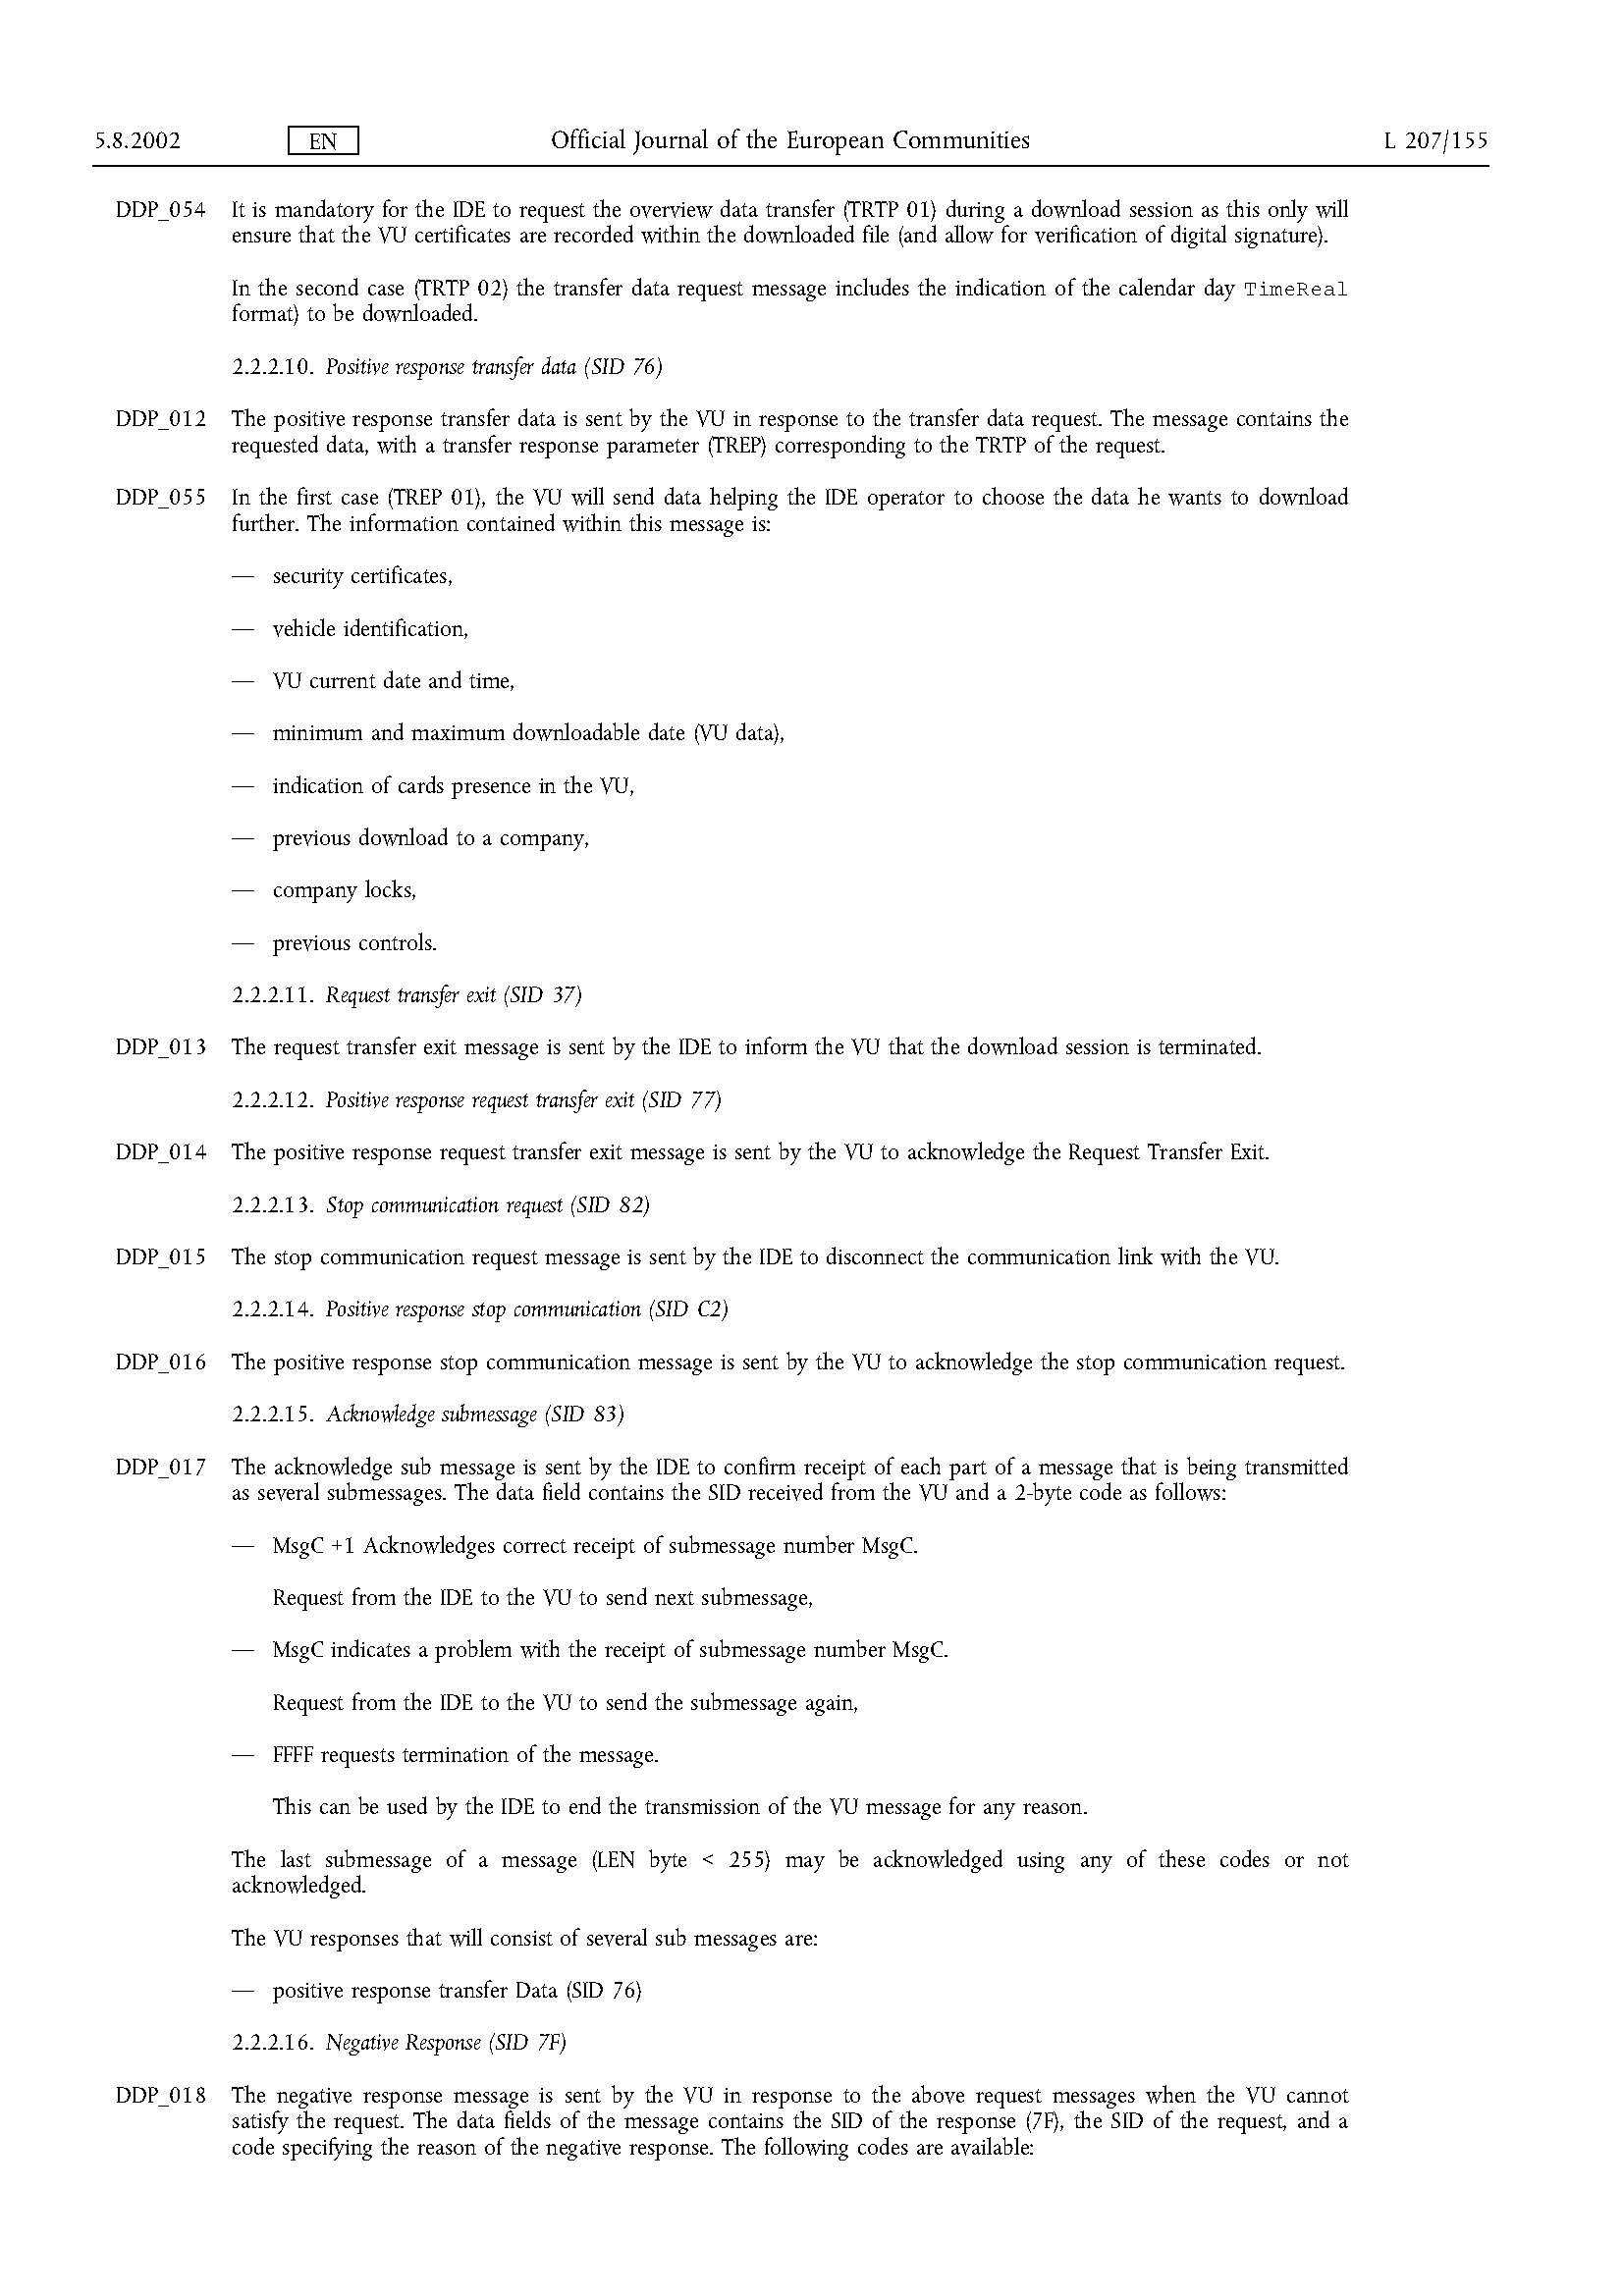 5.8.2002 EN Official Journal of the European Communities L 207/155
DDP_054 It is mandatory for the IDE to request the overview data transfer (TRTP 01) during a download session as this only will
ensure that the VU certificates are recorded within the downloaded file (and allow for verification of digital signature).
In the second case (TRTP 02) the transfer data request message includes the indication of the calendar day TimeReal
format) to be downloaded.
2.2.2.10. Positive response transfer data (SID 76)
DDP_012 The positive response transfer data is sent by the VU in response to the transfer data request. The message contains the
requested data, with a transfer response parameter (TREP) corresponding to the TRTP of the request.
DDP_055 In the first case (TREP 01), the VU will send data helping the IDE operator to choose the data he wants to download
further. The information contained within this message is:
— security certificates,
— vehicle identification,
— VU current date and time,
— minimum and maximum downloadable date (VU data),
— indication of cards presence in the VU,
— previous download to a company,
— company locks,
— previous controls.
2.2.2.11. Request transfer exit (SID 37)
DDP_013 The request transfer exit message is sent by the IDE to inform the VU that the download session is terminated.
2.2.2.12. Positive response request transfer exit (SID 77)
DDP_014 The positive response request transfer exit message is sent by the VU to acknowledge the Request Transfer Exit.
2.2.2.13. Stop communication request (SID 82)
DDP_015 The stop communication request message is sent by the IDE to disconnect the communication link with the VU.
2.2.2.14. Positive response stop communication (SID C2)
DDP_016 The positive response stop communication message is sent by the VU to acknowledge the stop communication request.
2.2.2.15. Acknowledge submessage (SID 83)
DDP_017 The acknowledge sub message is sent by the IDE to confirm receipt of each part of a message that is being transmitted
as several submessages. The data field contains the SID received from the VU and a 2-byte code as follows:
— MsgC +1 Acknowledges correct receipt of submessage number MsgC.
Request from the IDE to the VU to send next submessage,
— MsgC indicates a problem with the receipt of submessage number MsgC.
Request from the IDE to the VU to send the submessage again,
— FFFF requests termination of the message.
This can be used by the IDE to end the transmission of the VU message for any reason.
The last submessage of a message (LEN byte < 255) may be acknowledged using any of these codes or not
acknowledged.
The VU responses that will consist of several sub messages are:
— positive response transfer Data (SID 76)
2.2.2.16. Negative Response (SID 7F)
DDP_018 The negative response message is sent by the VU in response to the above request messages when the VU cannot
satisfy the request. The data fields of the message contains the SID of the response (7F), the SID of the request, and a
code specifying the reason of the negative response. The following codes are available: